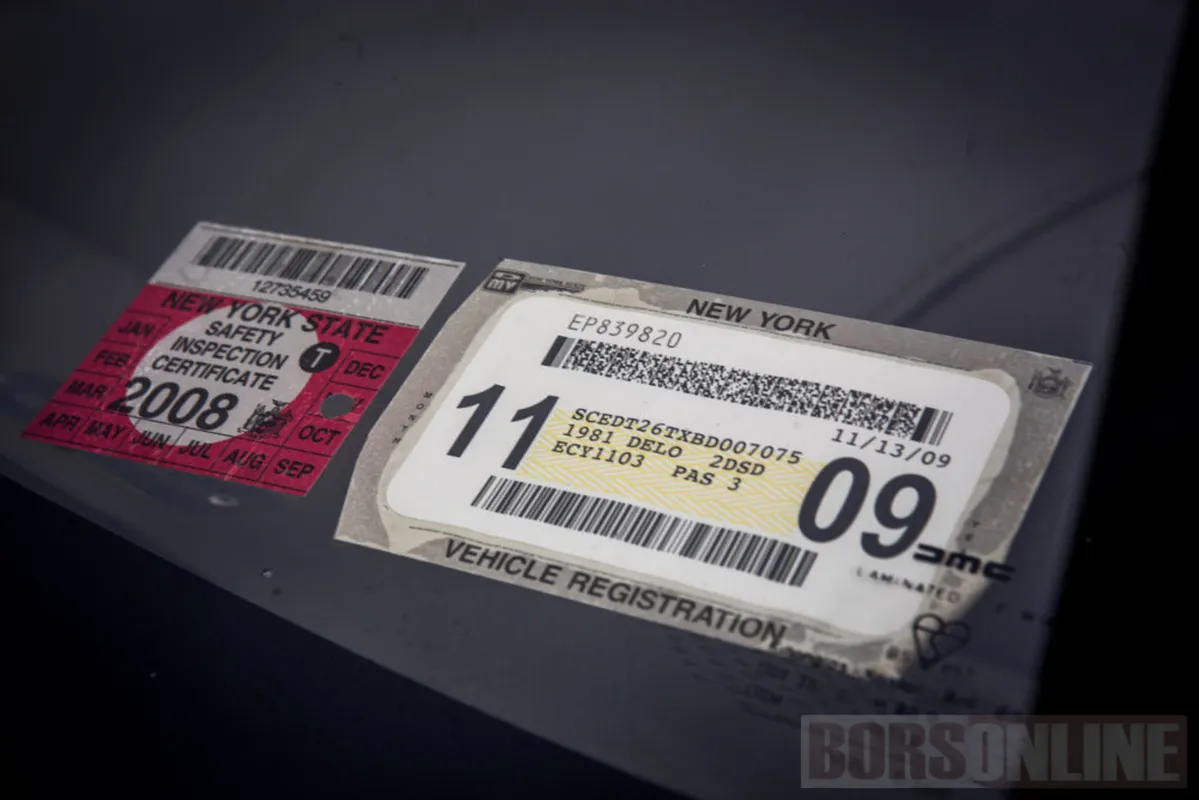 12735459
NEW YORK STATE
SAFETY
INSPECTION
CERTIFICATE
T
2008
JAN
FEB
MAR
APR MAY JUN JUL AUG SEP
OCT
DEC
NEW YORK
EP839820
11
SCEDT26TXBD007075
1981 DELO 2DSD
ECY1103 PAS 3
11/13/09
09
MONTH
VEHICLE REGISTRATION
DMC
LAMINATED
BORSONLINE